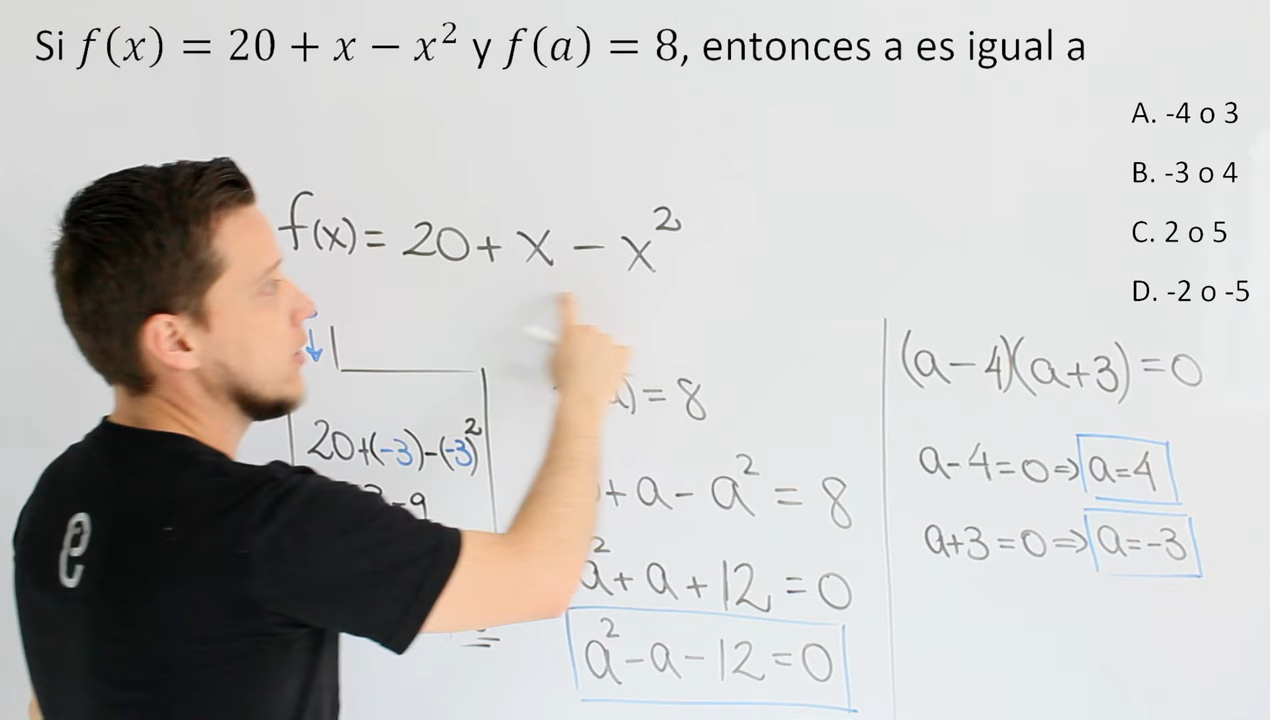 Si f(x) = 20 + x − x² y f(a) = 8, entonces a es igual a
A. -4 o 3
B. -3 o 4
C. 2 o 5
D. -2 o -5
f(x) = 20 + x − x²
= 8
20+(-3)-(-3)²
-9
+ a - a² = 8
a² + a + 12 = 0
a² - a - 12 = 0
(a-4)(a+3) = 0
a-4=0 ⇒ a=4
a+3=0 ⇒ a=-3
e